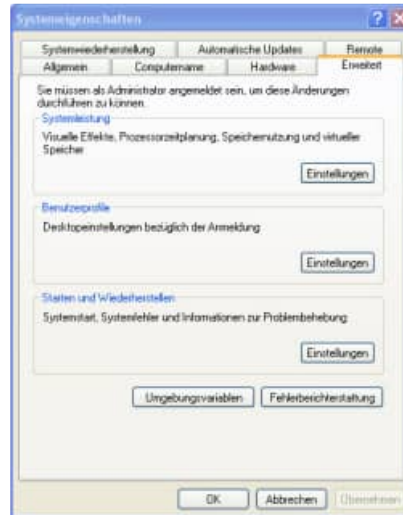 Systemeigenschaften
Systemwiederherstellung Automatische Updates Remote
Allgemein Computername Hardware Erweitert
Sie müssen als Administrator angemeldet sein, um diese Änderungen
durchführen zu können.
Systemleistung
Visuelle Effekte, Prozessorzeitplanung, Speichernutzung und virtueller
Speicher
Einstellungen
Benutzerprofile
Desktopeinstellungen bezüglich der Anmeldung
Einstellungen
Starten und Wiederherstellen
Systemstart, Systemfehler und Informationen zur Problembehebung
Einstellungen
Umgebungsvariablen Fehlerberichterstattung
OK Abbrechen Übernehmen